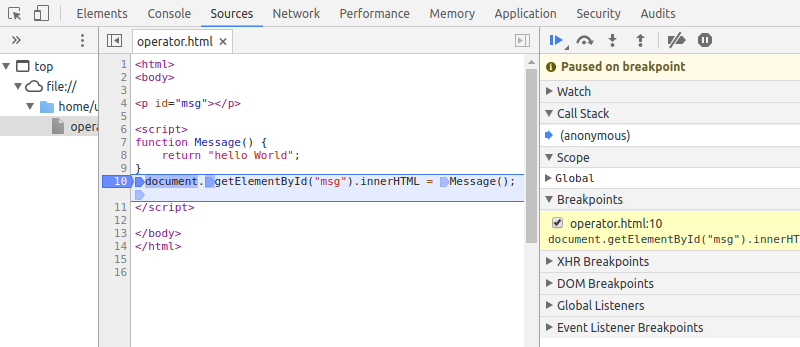 Elements Console Sources Network Performance Memory Application Security Audits
» operator.html ×
top
file://
home/u
opera
1 <html>
2 <body>
3
4 <p id="msg"></p>
5
6 <script>
7 function Message() {
8 return "hello World";
9 }
10 document.getElementById("msg").innerHTML = Message();
11 </script>
12
13 </body>
14 </html>
15
16
Paused on breakpoint
Watch
Call Stack
(anonymous)
Scope
Global
Breakpoints
operator.html:10
document.getElementById("msg").innerHT
XHR Breakpoints
DOM Breakpoints
Global Listeners
Event Listener Breakpoints